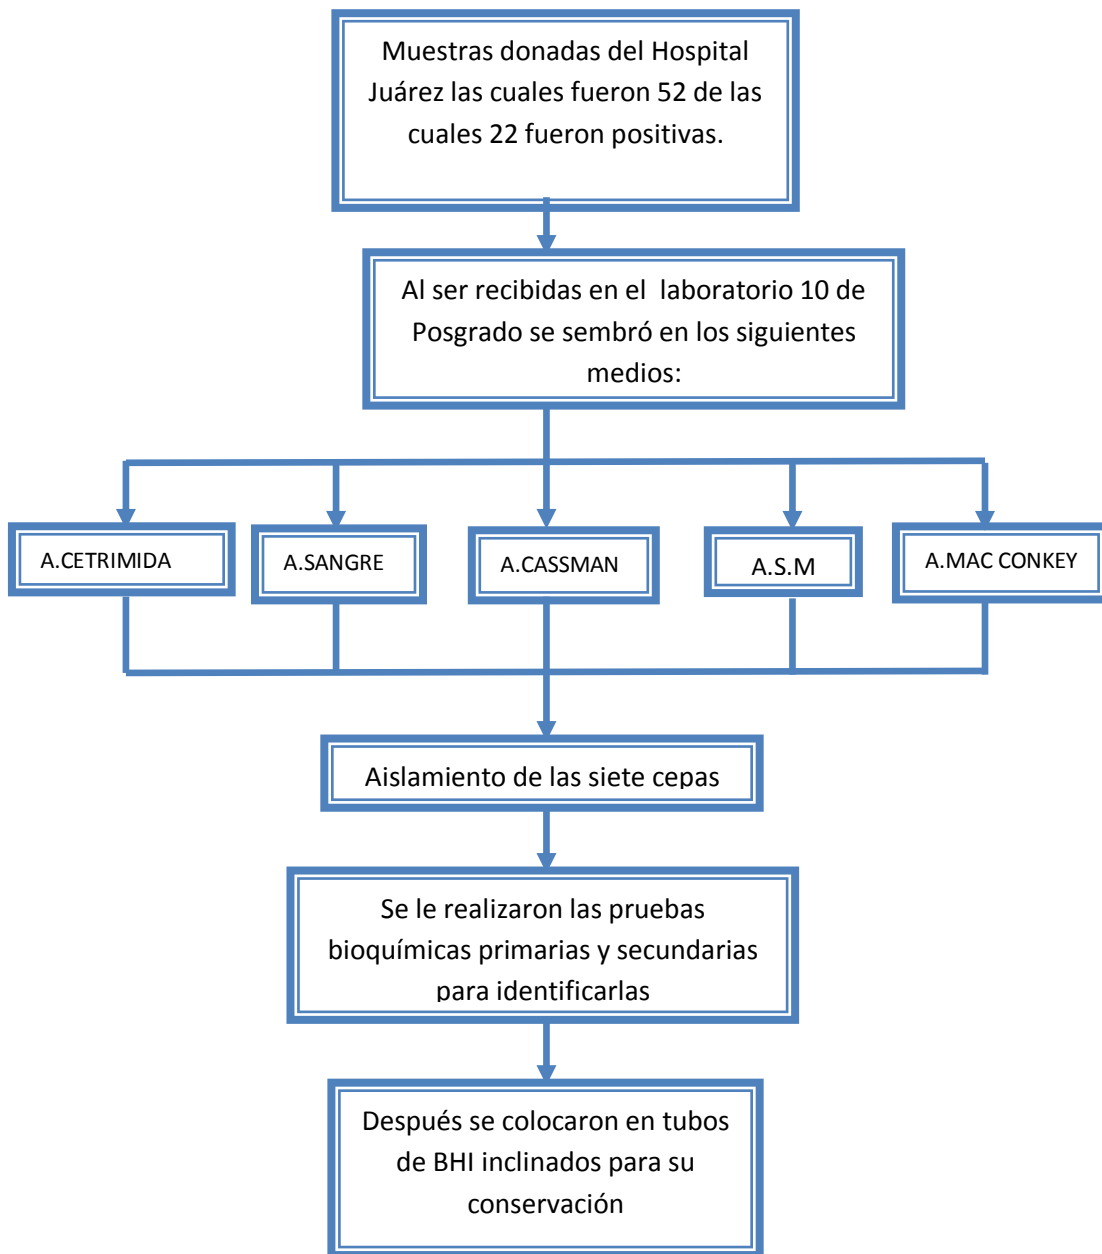 Muestras donadas del Hospital
Juárez las cuales fueron 52 de las
cuales 22 fueron positivas.
Al ser recibidas en el laboratorio 10 de
Posgrado se sembró en los siguientes
medios:
A.CETRIMIDA
A.SANGRE
A.CASSMAN
A.S.M
A.MAC CONKEY
Aislamiento de las siete cepas
Se le realizaron las pruebas
bioquímicas primarias y secundarias
para identificarlas
Después se colocaron en tubos
de BHI inclinados para su
conservación